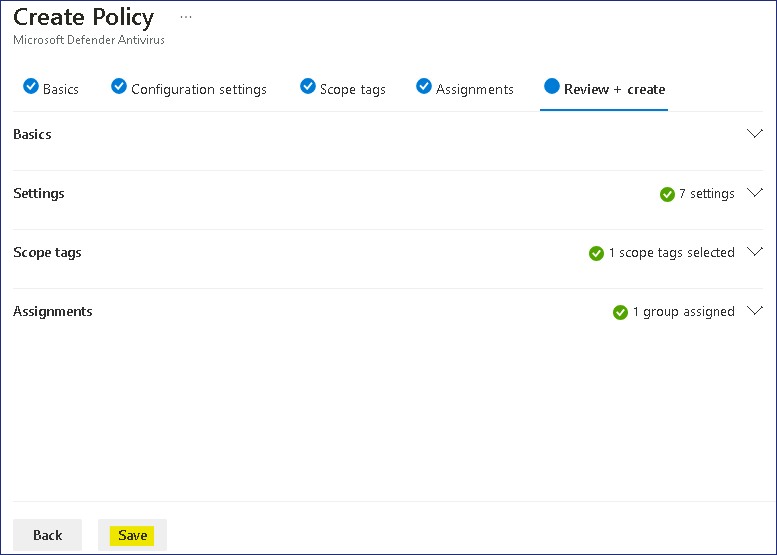 Create Policy ...
Microsoft Defender Antivirus
Basics Configuration settings Scope tags Assignments Review + create
Basics
Settings 7 settings
Scope tags 1 scope tags selected
Assignments 1 group assigned
Back Save